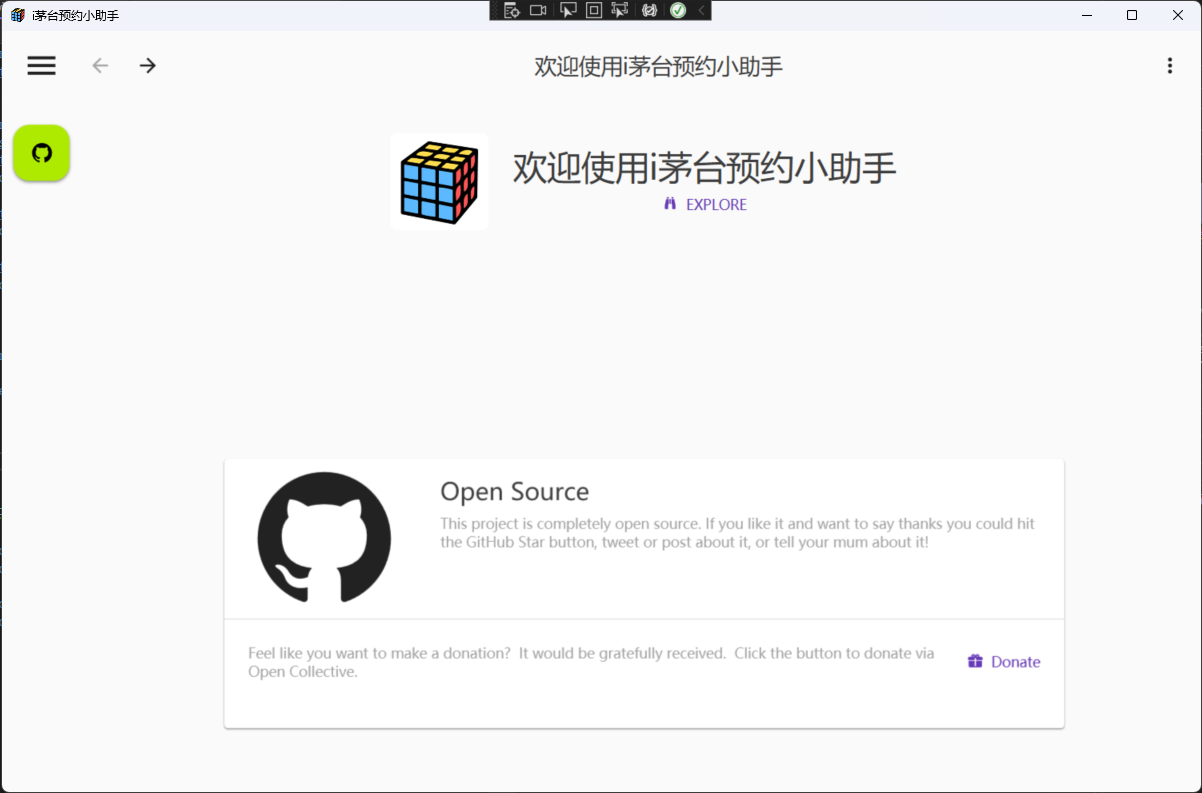 i茅台预约小助手
欢迎使用i茅台预约小助手
欢迎使用i茅台预约小助手
EXPLORE
Open Source
This project is completely open source. If you like it and want to say thanks you could hit
the GitHub Star button, tweet or post about it, or tell your mum about it!
Feel like you want to make a donation?  It would be gratefully received.  Click the button to donate via
Open Collective.
Donate